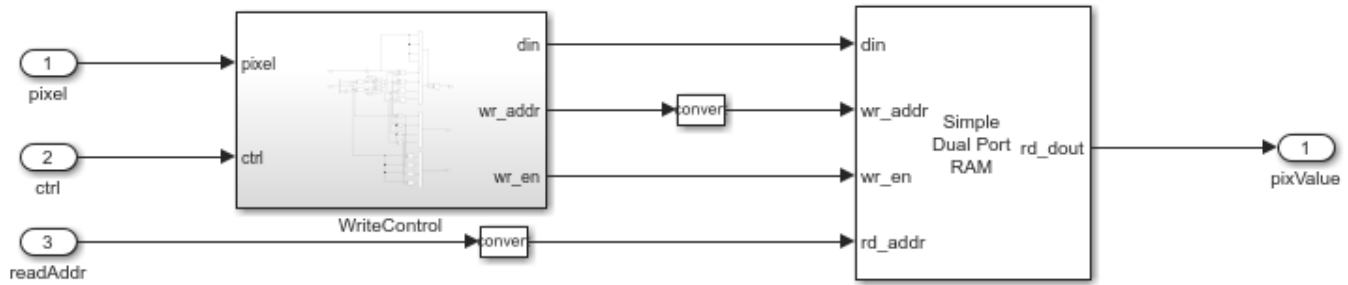 1
pixel
2
ctrl
3
readAddr
pixel
ctrl
din
wr_addr
wr_en
WriteControl
conver
conver
din
wr_addr
wr_en
rd_addr
Simple
Dual Port
RAM
rd_dout
1
pixValue